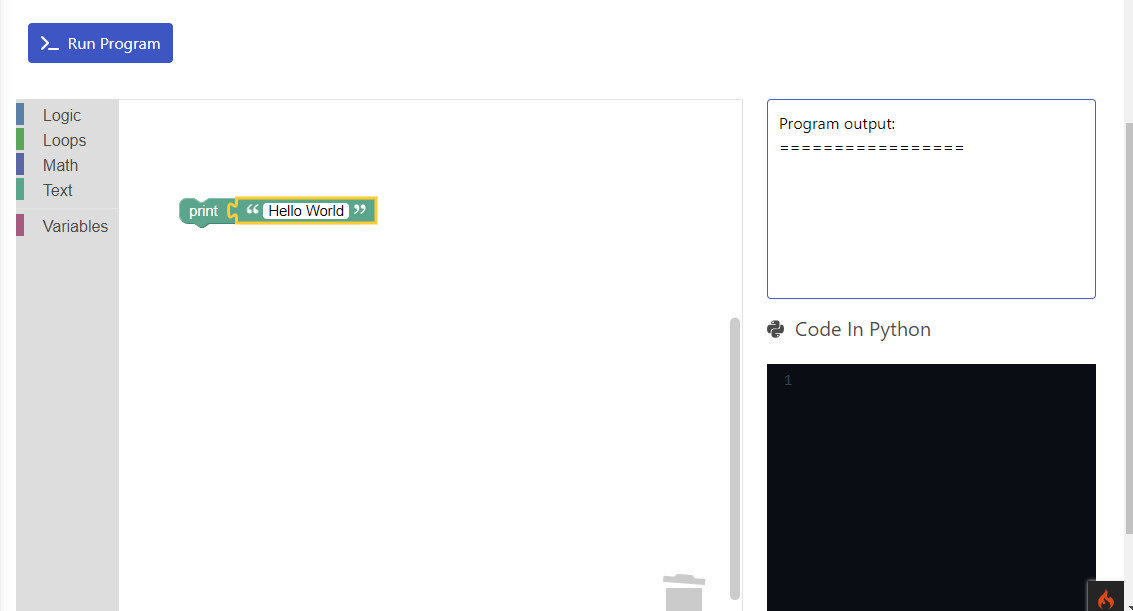 Run Program
Logic
Loops
Math
Text
Variables
print “ Hello World ”
Program output:
=================
Code In Python
1